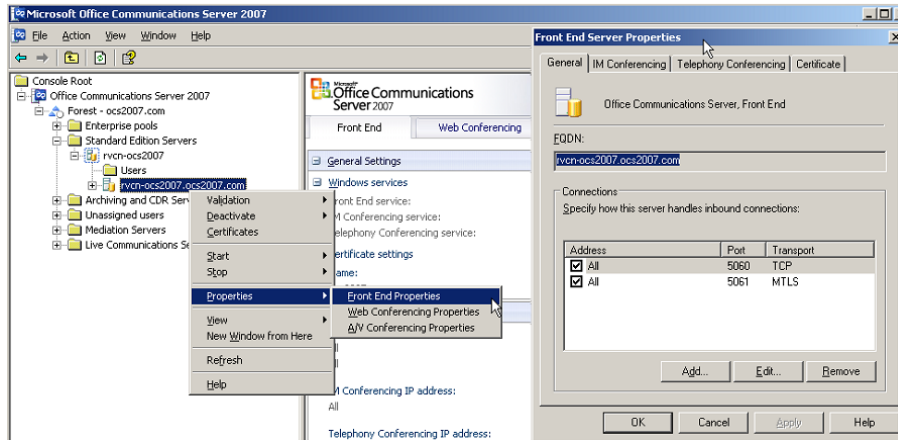 Microsoft Office Communications Server 2007
File Action View Window Help
Console Root
Office Communications Server 2007
Forest - ocs2007.com
Enterprise pools
Standard Edition Servers
rvcn-ocs2007
Users
rvcn-ocs2007.ocs2007.com
Archiving and CDR Ser
Unassigned users
Mediation Servers
Live Communications Se
Validation
Deactivate
Certificates
Start
Stop
Properties
View
New Window from Here
Refresh
Help
Front End Properties
Web Conferencing Properties
A/V Conferencing Properties
Microsoft
Office Communications
Server 2007
Front End Web Conferencing
General Settings
Windows services
ront End service:
M Conferencing service:
elephony Conferencing service:
ertificate settings
ame:
M Conferencing IP address:
All
Telephony Conferencing IP address:
Front End Server Properties
General IM Conferencing Telephony Conferencing Certificate
Office Communications Server, Front End
FQDN:
rvcn-ocs2007.ocs2007.com
Connections
Specify how this server handles inbound connections:
Address Port Transport
All 5060 TCP
All 5061 MTLS
Add... Edit... Remove
OK Cancel Apply Help